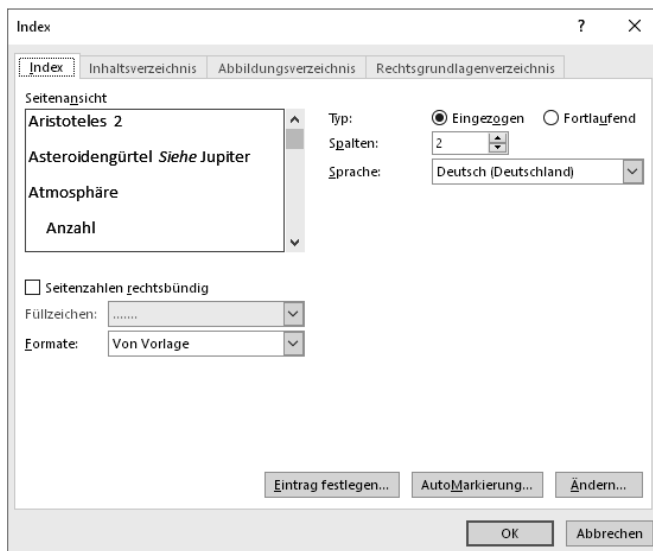 Index ? X
Index Inhaltsverzeichnis Abbildungsverzeichnis Rechtsgrundlagenverzeichnis
Seitenansicht
Aristoteles 2
Asteroidengürtel Siehe Jupiter
Atmosphäre
Anzahl
Typ: Eingezogen Fortlaufend
Spalten: 2
Sprache: Deutsch (Deutschland)
Seitenzahlen rechtsbündig
Füllzeichen: .......
Formate: Von Vorlage
Eintrag festlegen... AutoMarkierung... Ändern...
OK Abbrechen